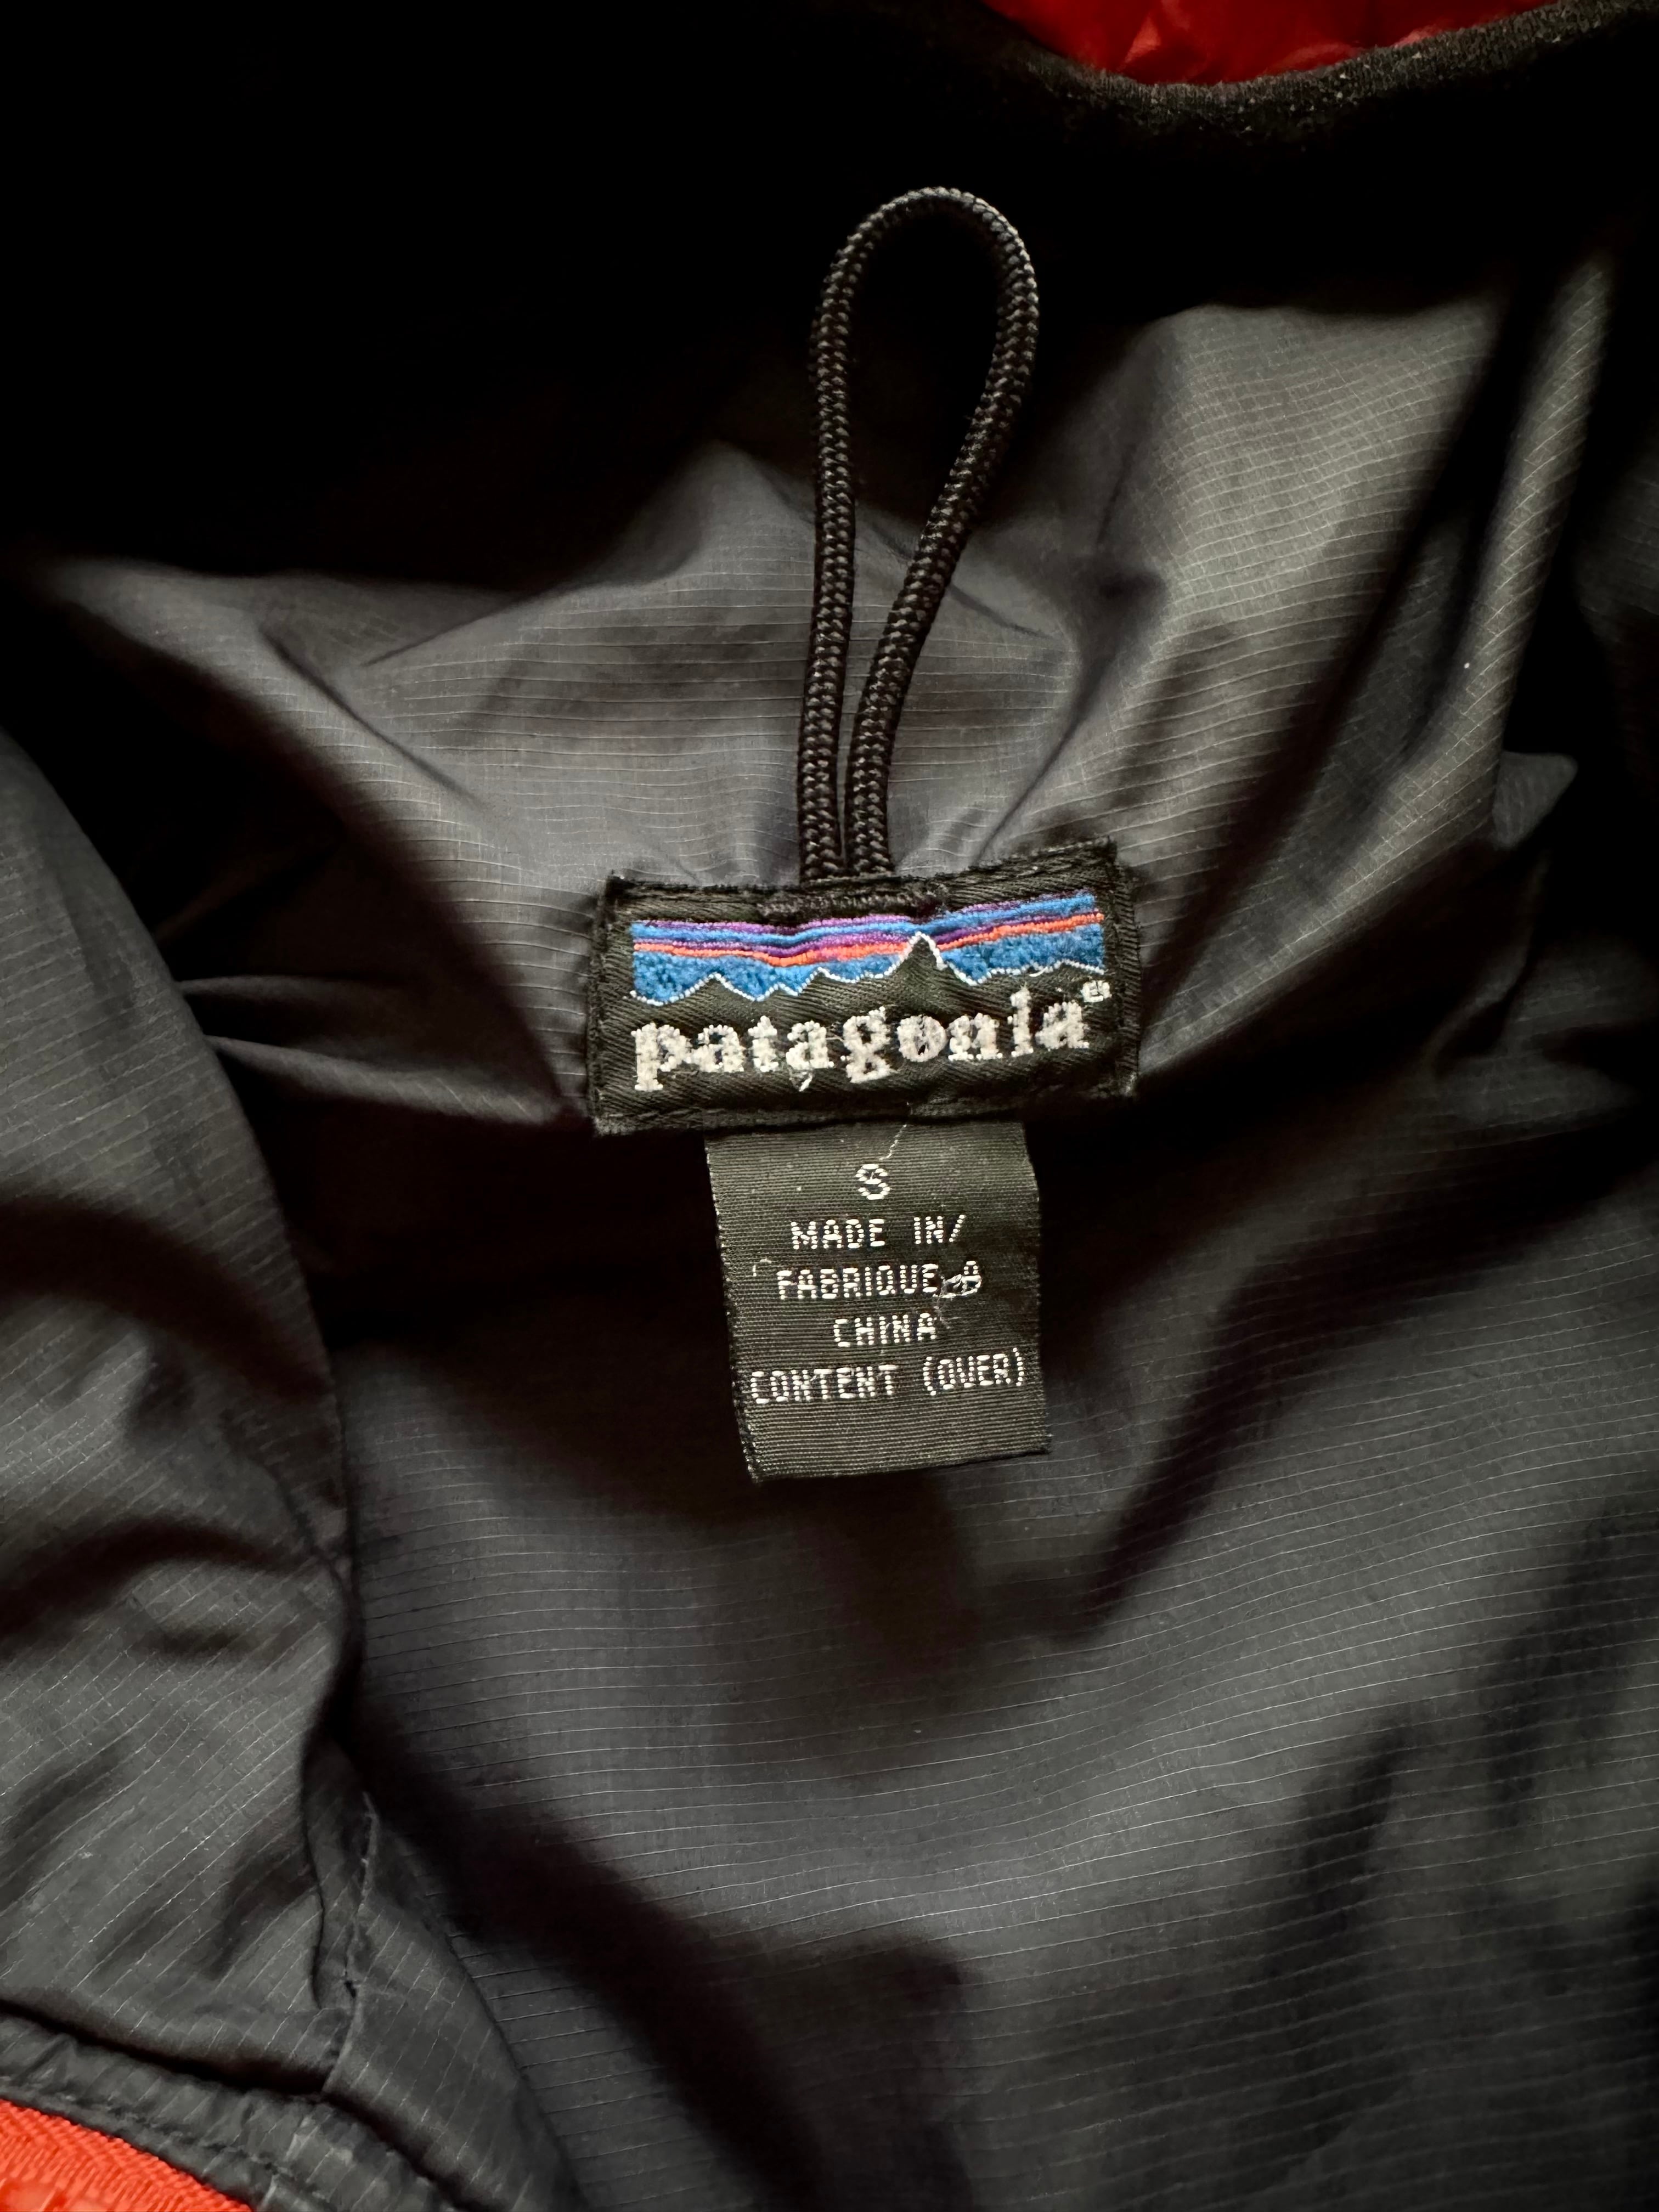 patagonia®
S
MADE IN/
FABRIQUE A
CHINA
CONTENT (OVER)